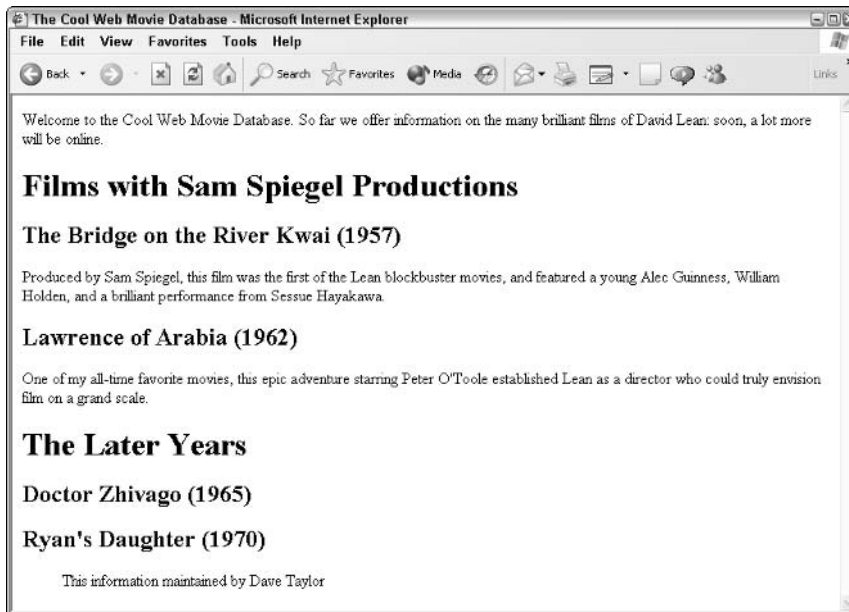 The Cool Web Movie Database - Microsoft Internet Explorer
File Edit View Favorites Tools Help
Back Search Favorites Media Links
Welcome to the Cool Web Movie Database. So far we offer information on the many brilliant films of David Lean: soon, a lot more
will be online.
Films with Sam Spiegel Productions
The Bridge on the River Kwai (1957)
Produced by Sam Spiegel, this film was the first of the Lean blockbuster movies, and featured a young Alec Guinness, William
Holden, and a brilliant performance from Sessue Hayakawa.
Lawrence of Arabia (1962)
One of my all-time favorite movies, this epic adventure starring Peter O'Toole established Lean as a director who could truly envision
film on a grand scale.
The Later Years
Doctor Zhivago (1965)
Ryan's Daughter (1970)
This information maintained by Dave Taylor